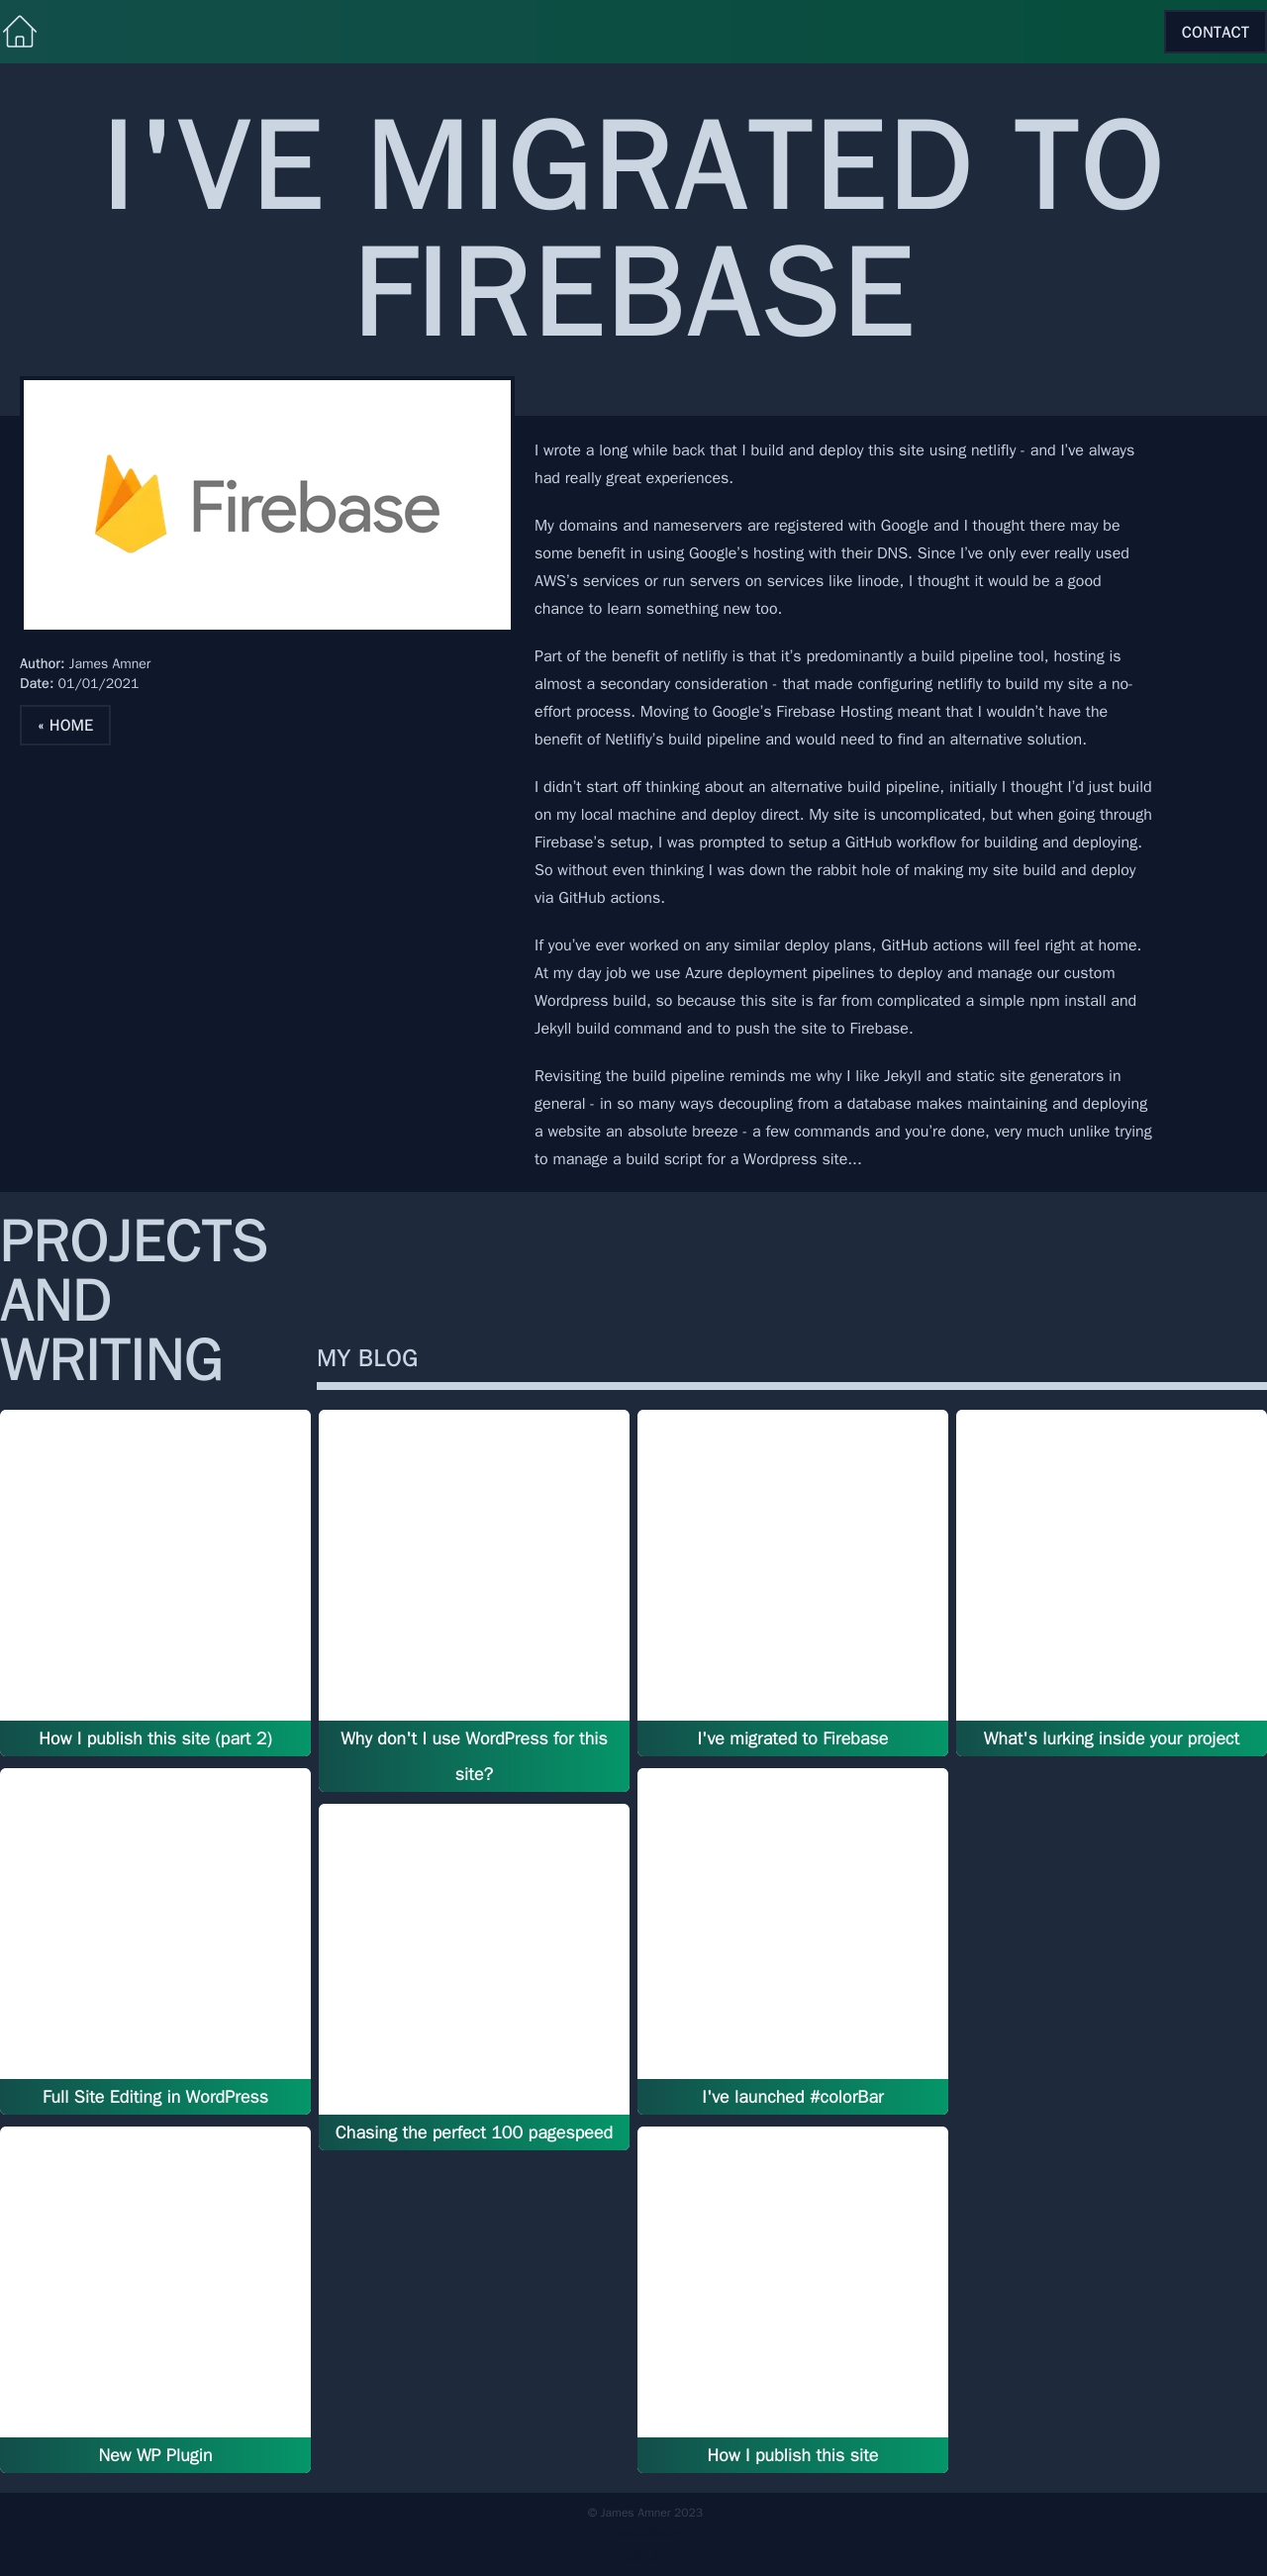 CONTACT
I'VE MIGRATED TO
FIREBASE
Firebase
Author: James Amner
Date: 01/01/2021
« HOME
I wrote a long while back that I build and deploy this site using netlifly - and I've always
had really great experiences.
My domains and nameservers are registered with Google and I thought there may be
some benefit in using Google's hosting with their DNS. Since I've only ever really used
AWS's services or run servers on services like linode, I thought it would be a good
chance to learn something new too.
Part of the benefit of netlifly is that it's predominantly a build pipeline tool, hosting is
almost a secondary consideration - that made configuring netlifly to build my site a no-
effort process. Moving to Google's Firebase Hosting meant that I wouldn't have the
benefit of Netlifly's build pipeline and would need to find an alternative solution.
I didn't start off thinking about an alternative build pipeline, initially I thought I'd just build
on my local machine and deploy direct. My site is uncomplicated, but when going through
Firebase's setup, I was prompted to setup a GitHub workflow for building and deploying.
So without even thinking I was down the rabbit hole of making my site build and deploy
via GitHub actions.
If you've ever worked on any similar deploy plans, GitHub actions will feel right at home.
At my day job we use Azure deployment pipelines to deploy and manage our custom
Wordpress build, so because this site is far from complicated a simple npm install and
Jekyll build command and to push the site to Firebase.
Revisiting the build pipeline reminds me why I like Jekyll and static site generators in
general - in so many ways decoupling from a database makes maintaining and deploying
a website an absolute breeze - a few commands and you're done, very much unlike trying
to manage a build script for a Wordpress site...
PROJECTS
AND
WRITING
MY BLOG
How I publish this site (part 2)
Why don't I use WordPress for this
site?
I've migrated to Firebase
What's lurking inside your project
Full Site Editing in WordPress
Chasing the perfect 100 pagespeed
I've launched #colorBar
New WP Plugin
How I publish this site
© James Amner 2023